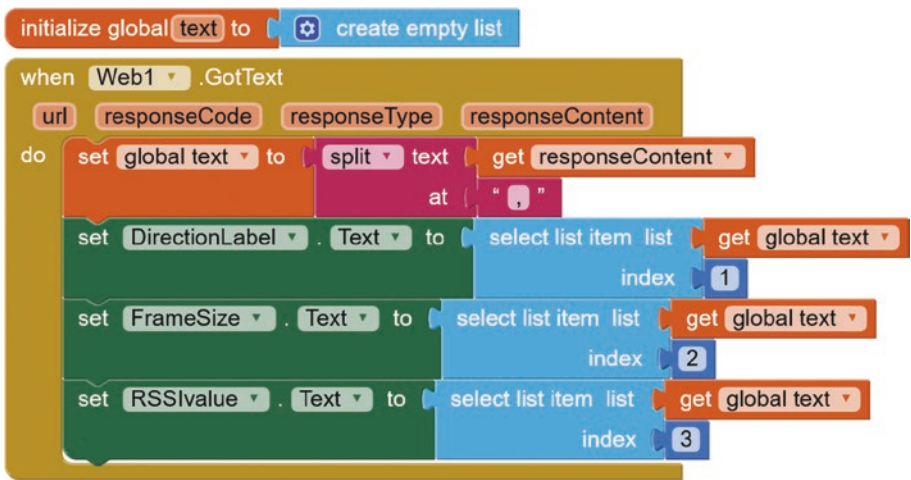 initialize global text to create empty list
when Web1 .GotText
url responseCode responseType responseContent
do set global text to split text get responseContent
at " , "
set DirectionLabel . Text to select list item list get global text
index 1
set FrameSize . Text to select list item list get global text
index 2
set RSSIvalue . Text to select list item list get global text
index 3